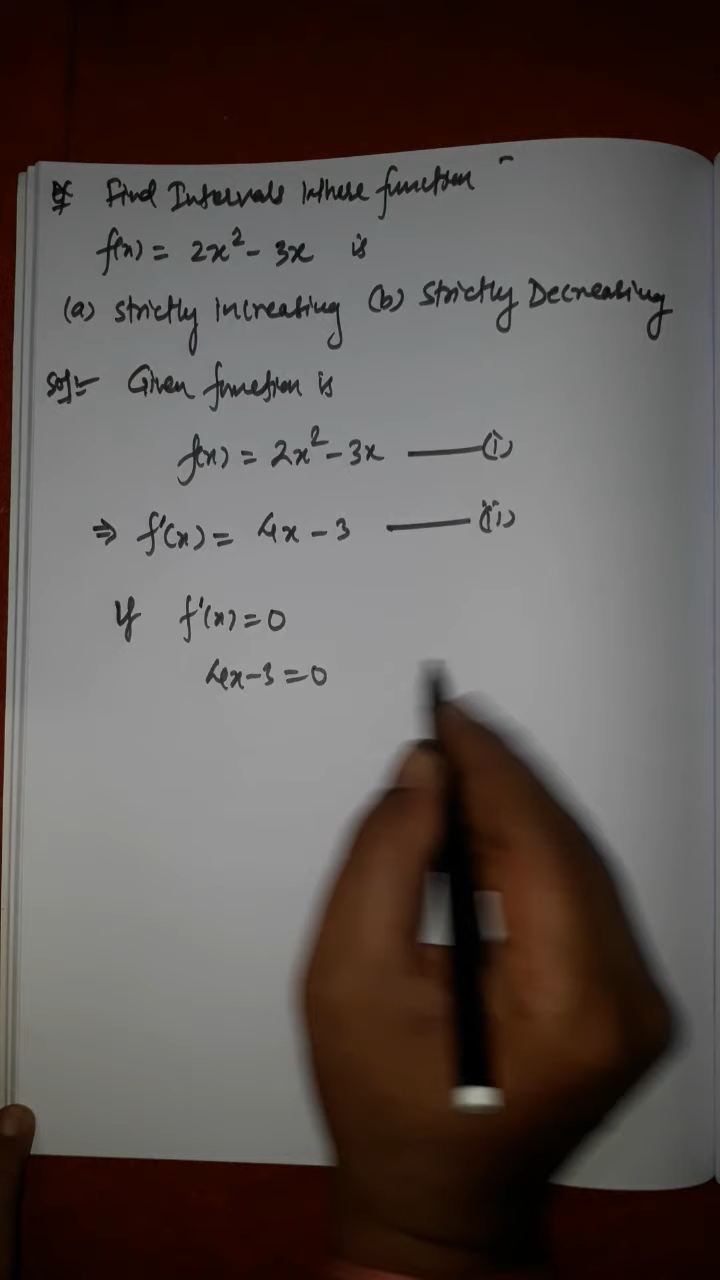 Find Intervals Where function
f(x) = 2x² - 3x is
(a) strictly increasing (b) Strictly Decreasing
Sol:- Given function is
f(x) = 2x² - 3x —— (i)
⇒ f'(x) = 4x - 3 —— (ii)
If f'(x) = 0
4x - 3 = 0